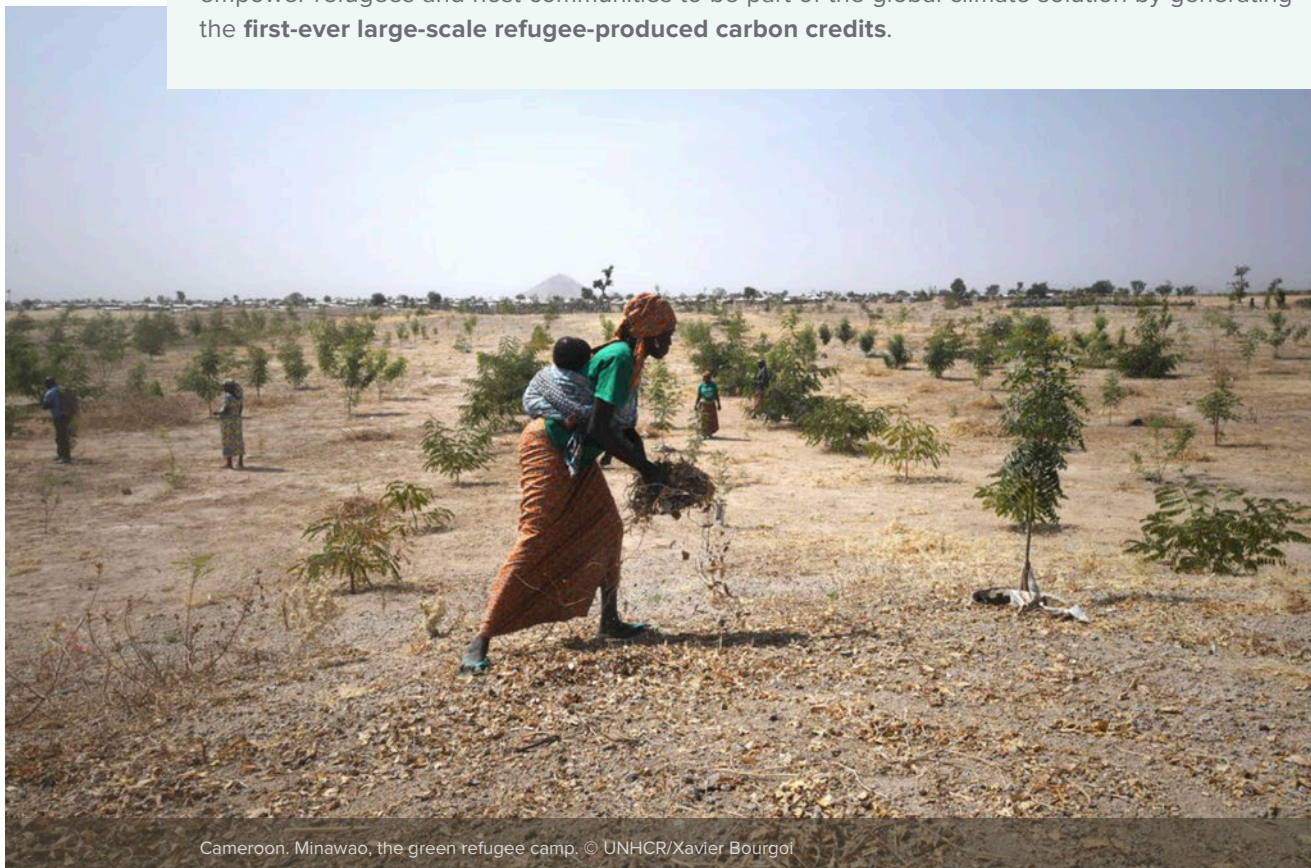 empower refugees and host communities to be part of the global climate solution by generating
the first-ever large-scale refugee-produced carbon credits.
Cameroon. Minawao, the green refugee camp. © UNHCR/Xavier Bourgoi